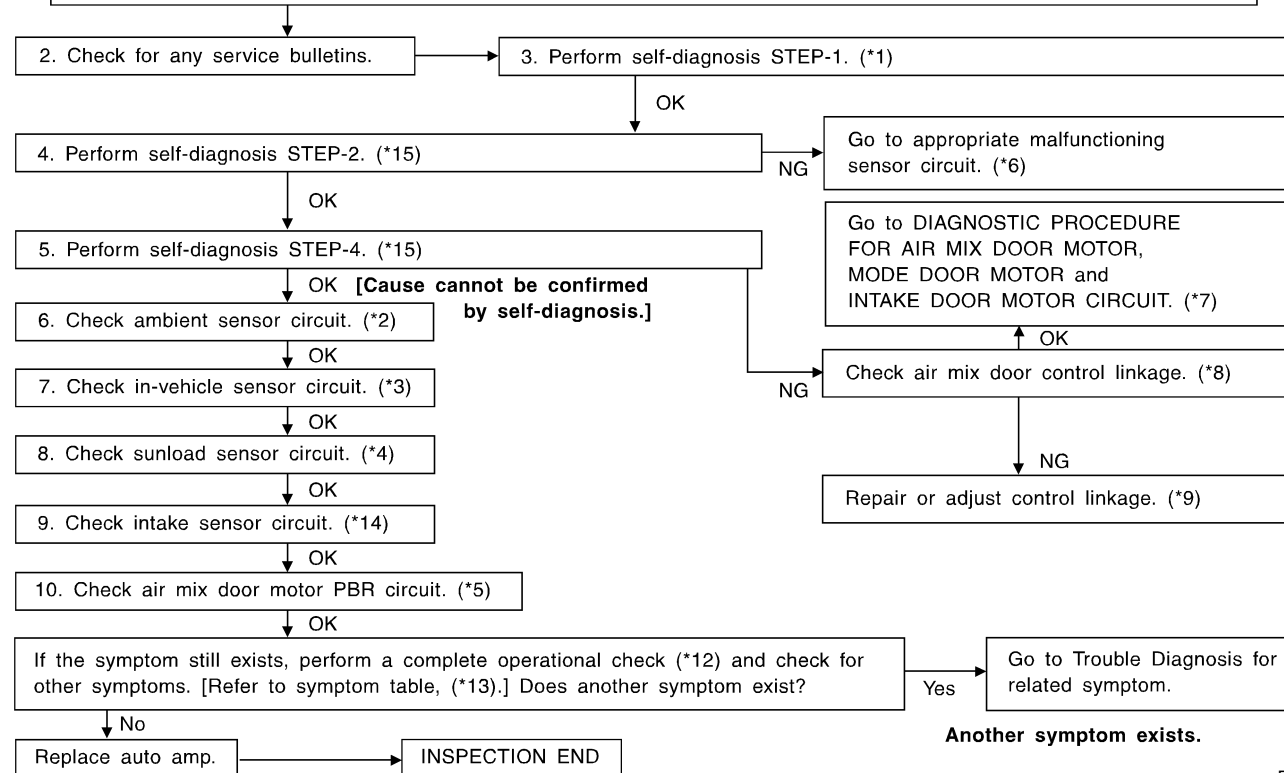 2. Check for any service bulletins.
3. Perform self-diagnosis STEP-1. (*1)
OK
4. Perform self-diagnosis STEP-2. (*15)
NG
Go to appropriate malfunctioning
sensor circuit. (*6)
OK
5. Perform self-diagnosis STEP-4. (*15)
Go to DIAGNOSTIC PROCEDURE
FOR AIR MIX DOOR MOTOR,
MODE DOOR MOTOR and
INTAKE DOOR MOTOR CIRCUIT. (*7)
OK
[Cause cannot be confirmed
by self-diagnosis.]
OK
NG
Check air mix door control linkage. (*8)
NG
Repair or adjust control linkage. (*9)
6. Check ambient sensor circuit. (*2)
OK
7. Check in-vehicle sensor circuit. (*3)
OK
8. Check sunload sensor circuit. (*4)
OK
9. Check intake sensor circuit. (*14)
OK
10. Check air mix door motor PBR circuit. (*5)
OK
If the symptom still exists, perform a complete operational check (*12) and check for
other symptoms. [Refer to symptom table, (*13).] Does another symptom exist?
Yes
Go to Trouble Diagnosis for
related symptom.
Another symptom exists.
No
Replace auto amp.
INSPECTION END